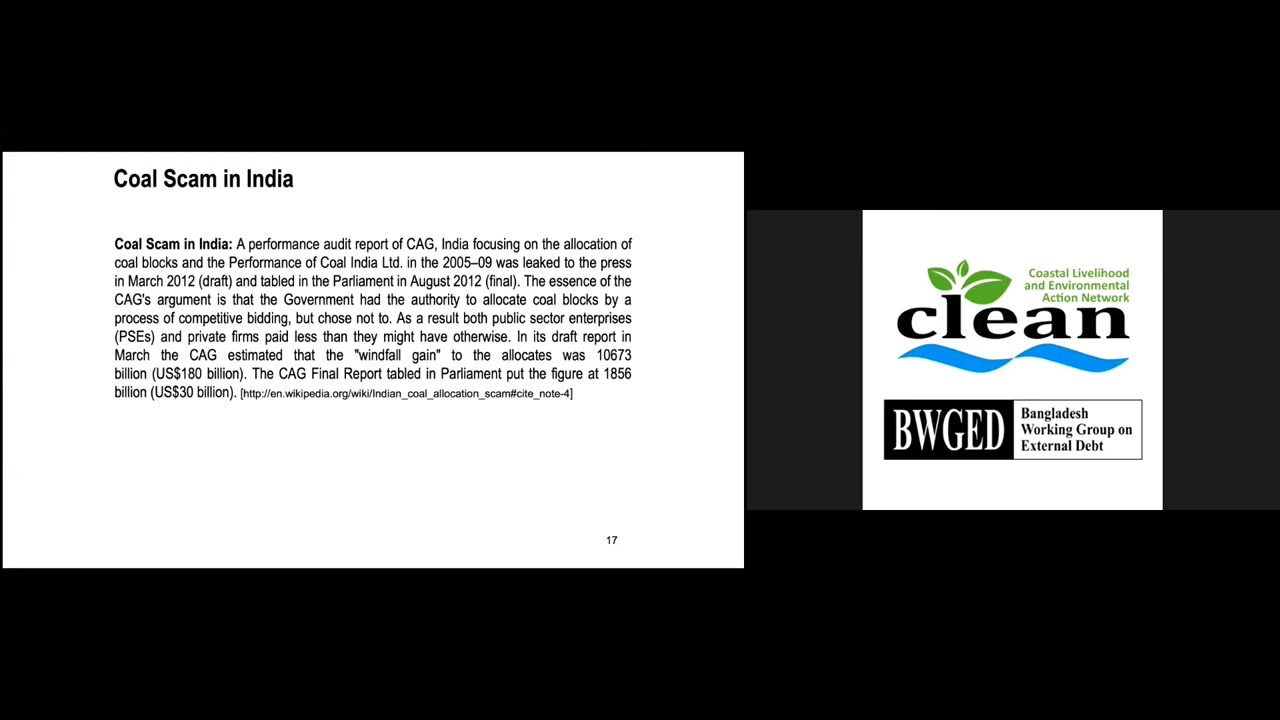 Coal Scam in India
Coal Scam in India: A performance audit report of CAG, India focusing on the allocation of
coal blocks and the Performance of Coal India Ltd. in the 2005–09 was leaked to the press
in March 2012 (draft) and tabled in the Parliament in August 2012 (final). The essence of the
CAG's argument is that the Government had the authority to allocate coal blocks by a
process of competitive bidding, but chose not to. As a result both public sector enterprises
(PSEs) and private firms paid less than they might have otherwise. In its draft report in
March the CAG estimated that the "windfall gain" to the allocates was 10673
billion (US$180 billion). The CAG Final Report tabled in Parliament put the figure at 1856
billion (US$30 billion). [http://en.wikipedia.org/wiki/Indian_coal_allocation_scam#cite_note-4]
17
Coastal Livelihood
and Environmental
Action Network
clean
BWGED
Bangladesh
Working Group on
External Debt